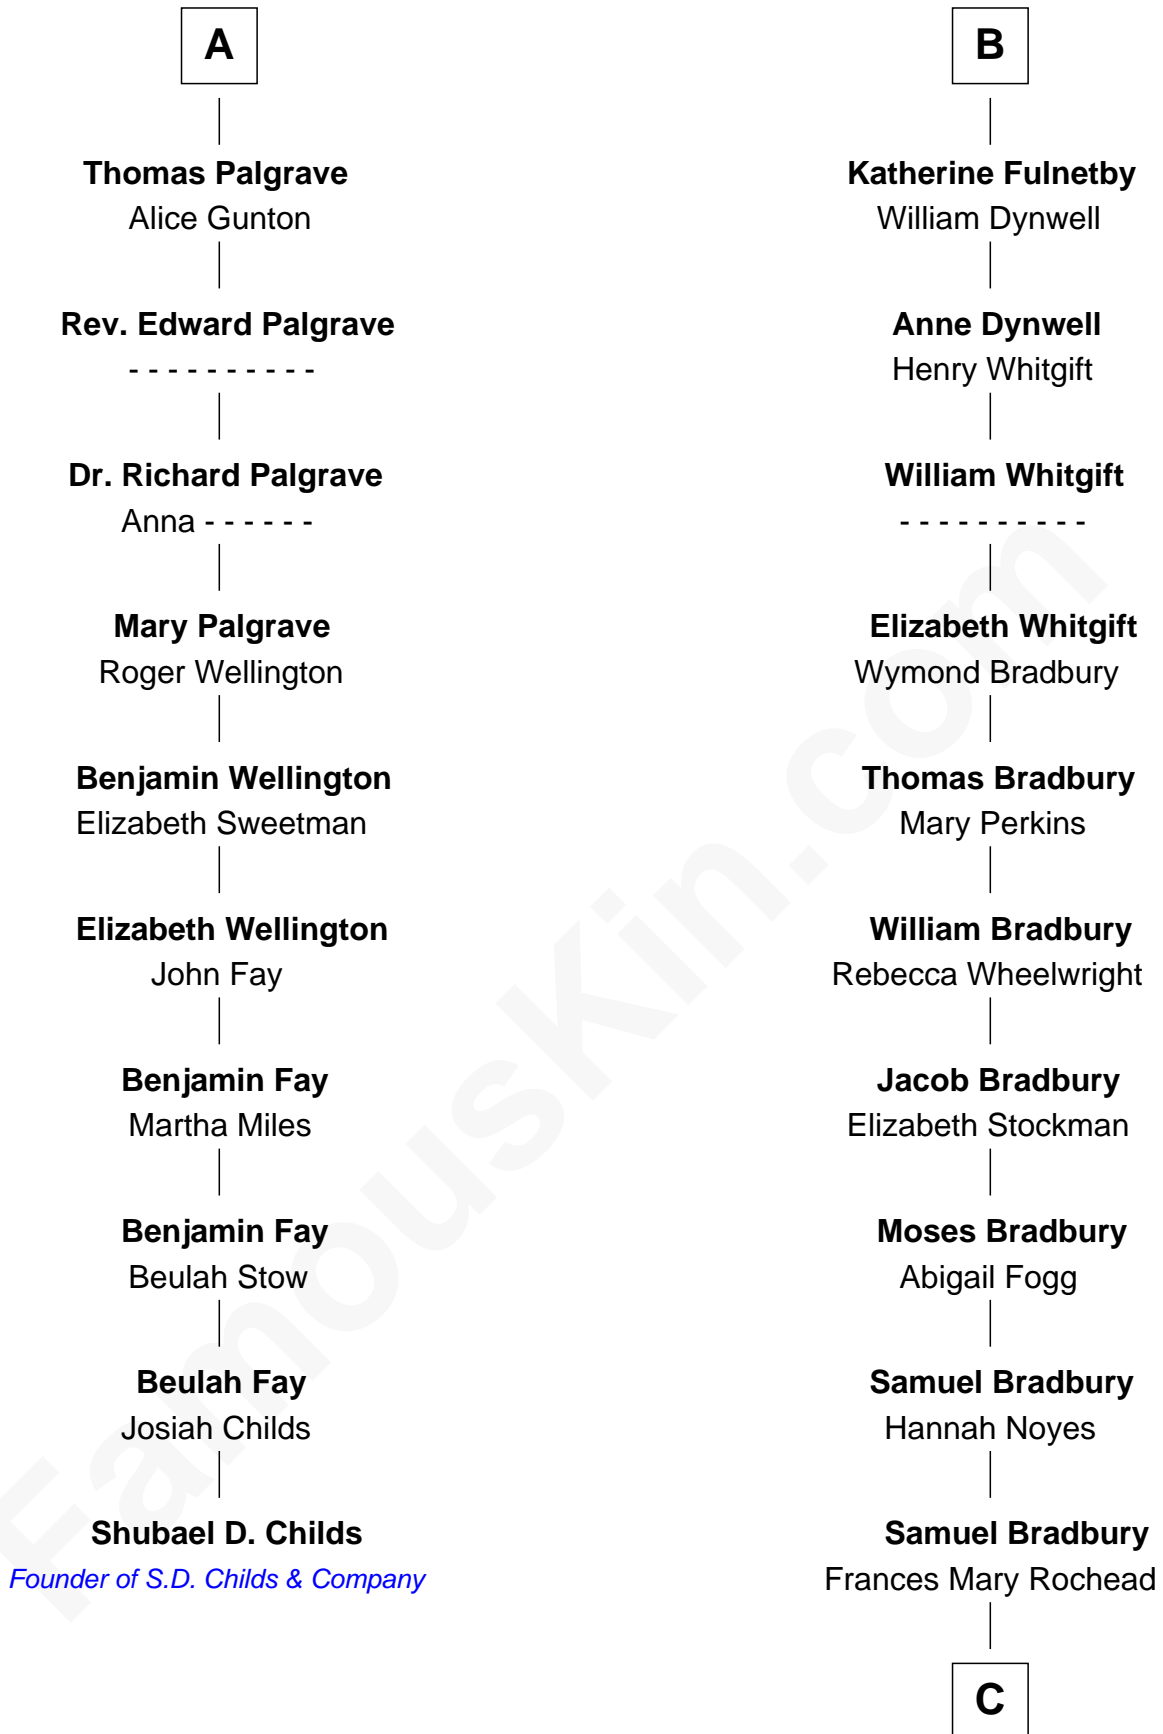 A
Thomas Palgrave
Alice Gunton
Rev. Edward Palgrave
- - - - - - - - - -
Dr. Richard Palgrave
Anna - - - - - -
Mary Palgrave
Roger Wellington
Benjamin Wellington
Elizabeth Sweetman
Elizabeth Wellington
John Fay
Benjamin Fay
Martha Miles
Benjamin Fay
Beulah Stow
Beulah Fay
Josiah Childs
Shubael D. Childs
Founder of S.D. Childs & Company
B
Katherine Fulnetby
William Dynwell
Anne Dynwell
Henry Whitgift
William Whitgift
- - - - - - - - - -
Elizabeth Whitgift
Wymond Bradbury
Thomas Bradbury
Mary Perkins
William Bradbury
Rebecca Wheelwright
Jacob Bradbury
Elizabeth Stockman
Moses Bradbury
Abigail Fogg
Samuel Bradbury
Hannah Noyes
Samuel Bradbury
Frances Mary Rochead
C
FamousKin.com